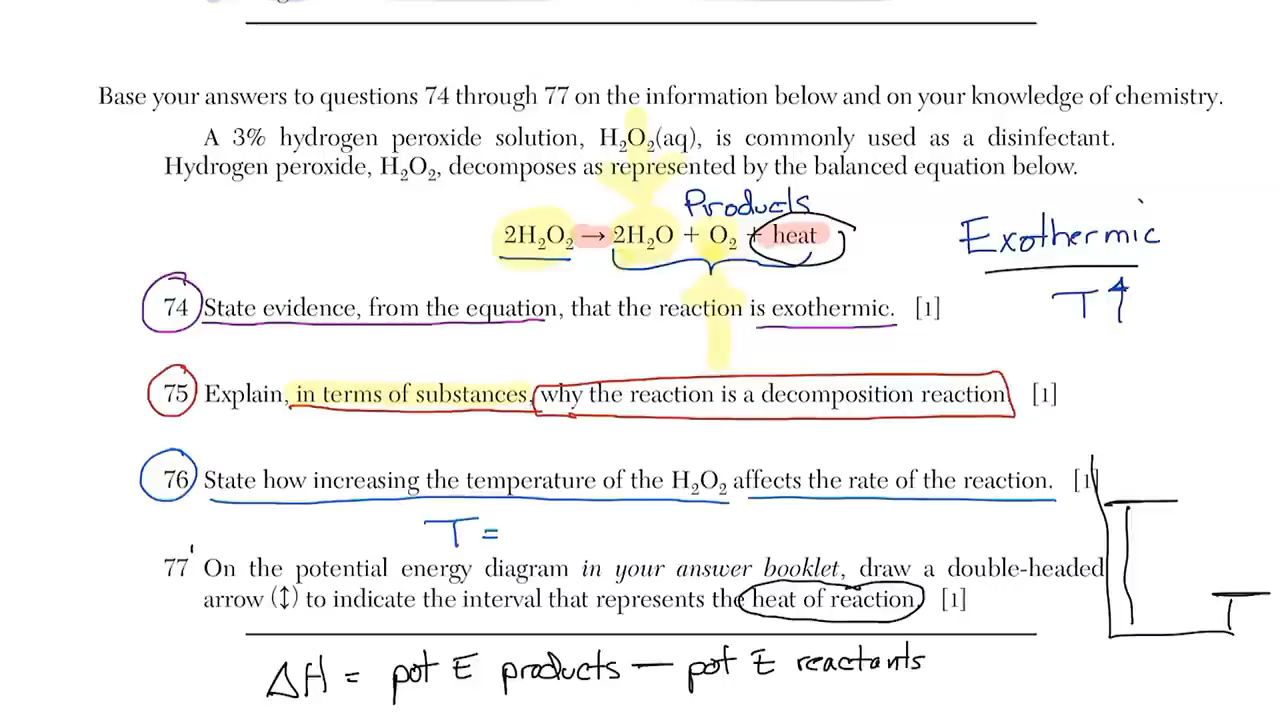 Base your answers to questions 74 through 77 on the information below and on your knowledge of chemistry.
A 3% hydrogen peroxide solution, H₂O₂(aq), is commonly used as a disinfectant.
Hydrogen peroxide, H₂O₂, decomposes as represented by the balanced equation below.
Products
2H₂O₂ → 2H₂O + O₂ + heat
Exothermic
T↑
74 State evidence, from the equation, that the reaction is exothermic. [1]
75 Explain, in terms of substances, why the reaction is a decomposition reaction [1]
76 State how increasing the temperature of the H₂O₂ affects the rate of the reaction. [1]
T =
77 On the potential energy diagram in your answer booklet, draw a double-headed
arrow (↕) to indicate the interval that represents the heat of reaction. [1]
ΔH = pot E products — pot E reactants